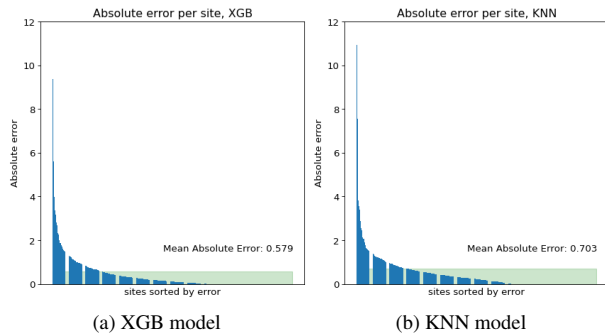 Absolute error per site, XGB
12
10
8
6
4
2
0
Absolute error
Mean Absolute Error: 0.579
sites sorted by error
(a) XGB model
Absolute error per site, KNN
12
10
8
6
4
2
0
Absolute error
Mean Absolute Error: 0.703
sites sorted by error
(b) KNN model